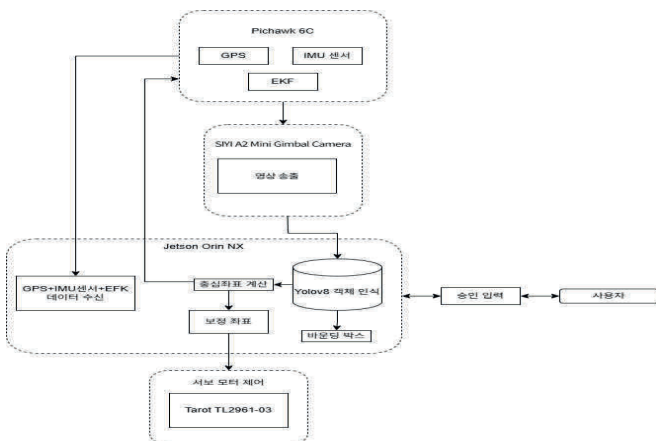 Pichawk 6C
GPS
IMU 센서
EKF
SIYI A2 Mini Gimbal Camera
영상 송출
Jetson Orin NX
GPS+IMU센서+EFK
데이터 수신
중심좌표 계산
Yolov8 객체 인식
승인 입력
사용자
보정 좌표
바운딩 박스
서보 모터 제어
Tarot TL2961-03